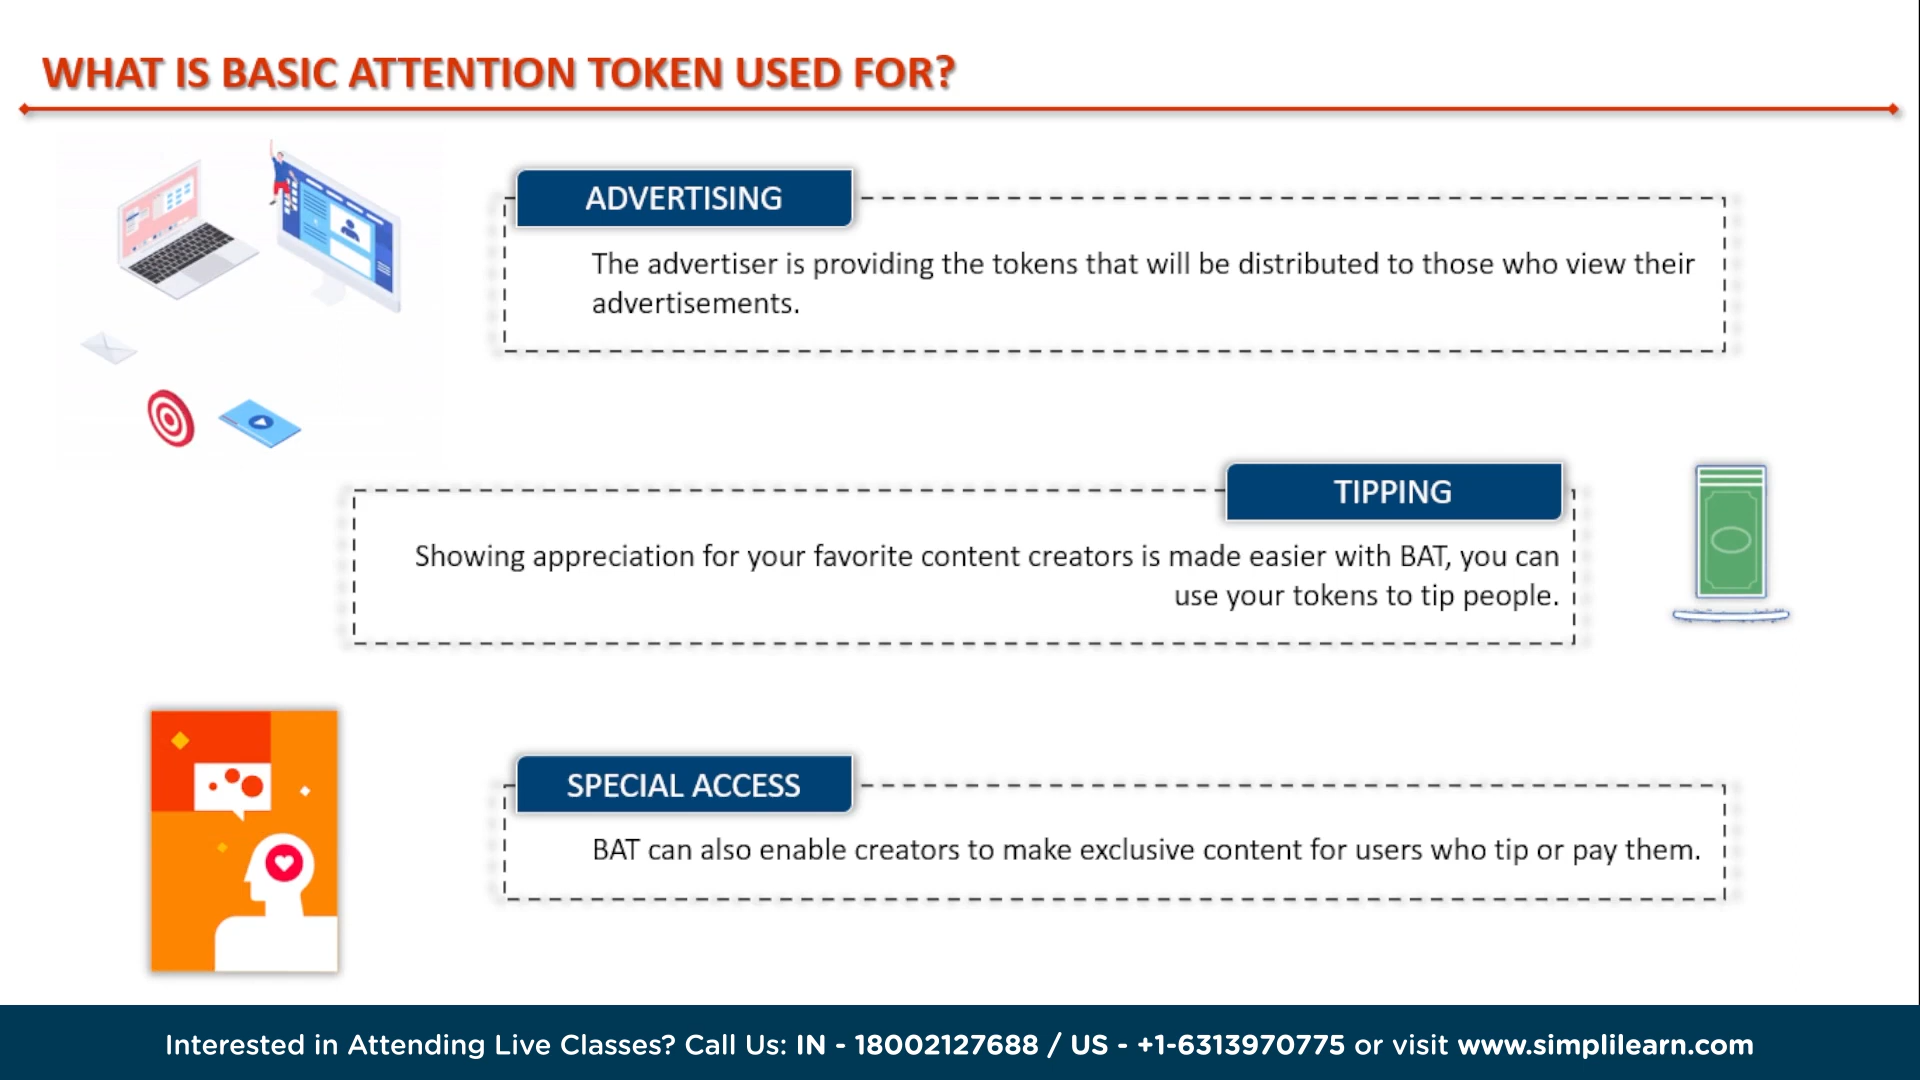 WHAT IS BASIC ATTENTION TOKEN USED FOR?
ADVERTISING
The advertiser is providing the tokens that will be distributed to those who view their
advertisements.
TIPPING
Showing appreciation for your favorite content creators is made easier with BAT, you can
use your tokens to tip people.
SPECIAL ACCESS
BAT can also enable creators to make exclusive content for users who tip or pay them.
Interested in Attending Live Classes? Call Us: IN - 18002127688 / US - +1-6313970775 or visit www.simplilearn.com